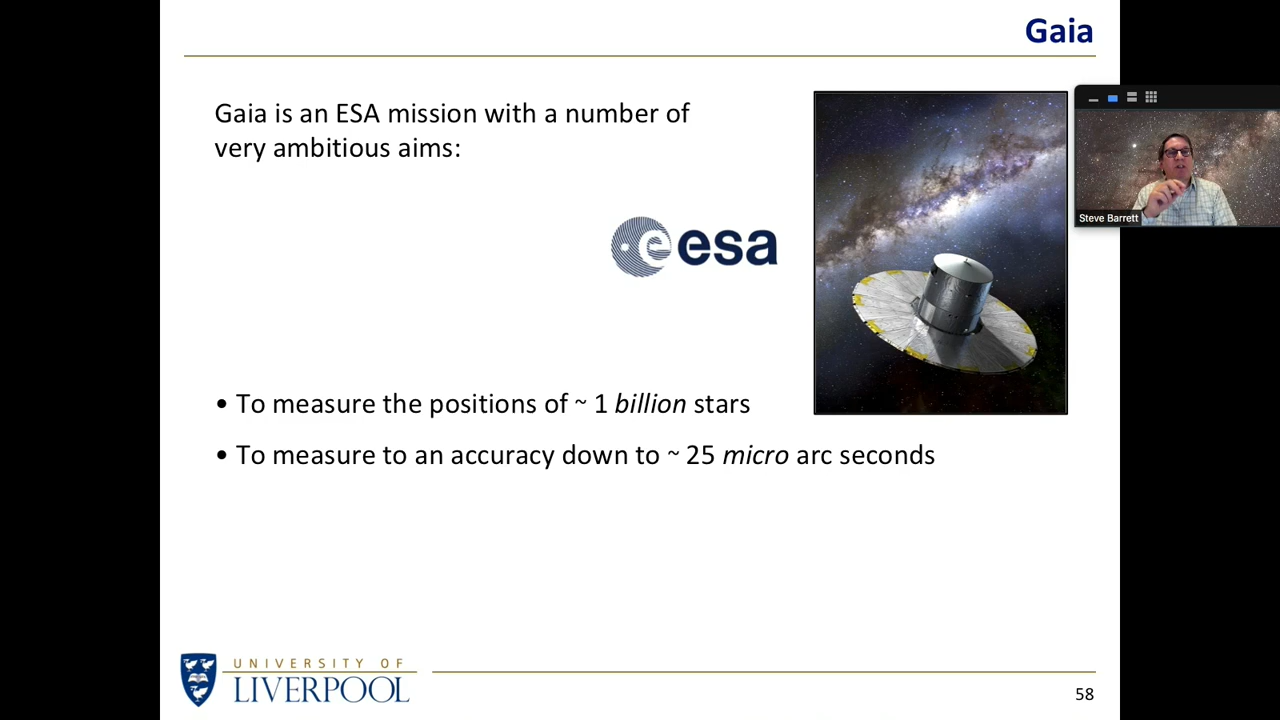 Gaia
Gaia is an ESA mission with a number of
very ambitious aims:
esa
Steve Barrett
• To measure the positions of ~ 1 billion stars
• To measure to an accuracy down to ~ 25 micro arc seconds
UNIVERSITY OF
LIVERPOOL
58